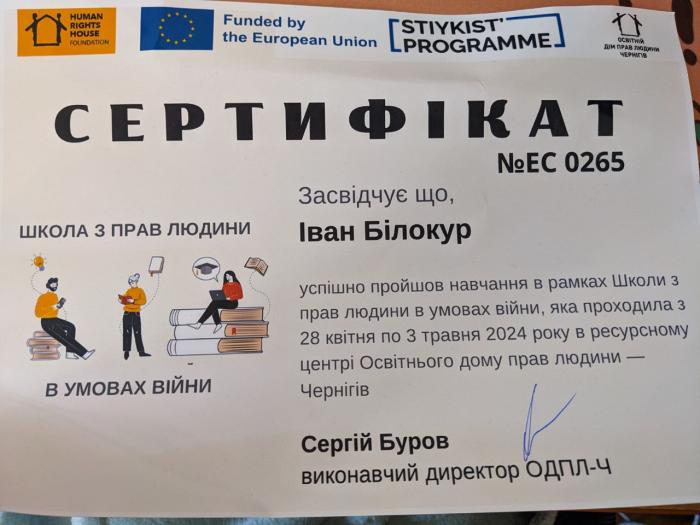 HUMAN
RIGHTS
HOUSE
FOUNDATION
Funded by
the European Union
STIYKIST'
PROGRAMME
ОСВІТНІЙ
ДІМ ПРАВ ЛЮДИНИ
ЧЕРНІГІВ
СЕРТИФІКАТ
№ЕС 0265
Засвідчує що,
Іван Білокур
ШКОЛА З ПРАВ ЛЮДИНИ
В УМОВАХ ВІЙНИ
успішно пройшов навчання в рамках Школи з
прав людини в умовах війни, яка проходила з
28 квітня по 3 травня 2024 року в ресурсному
центрі Освітнього дому прав людини —
Чернігів
Сергій Буров
виконавчий директор ОДПЛ-Ч